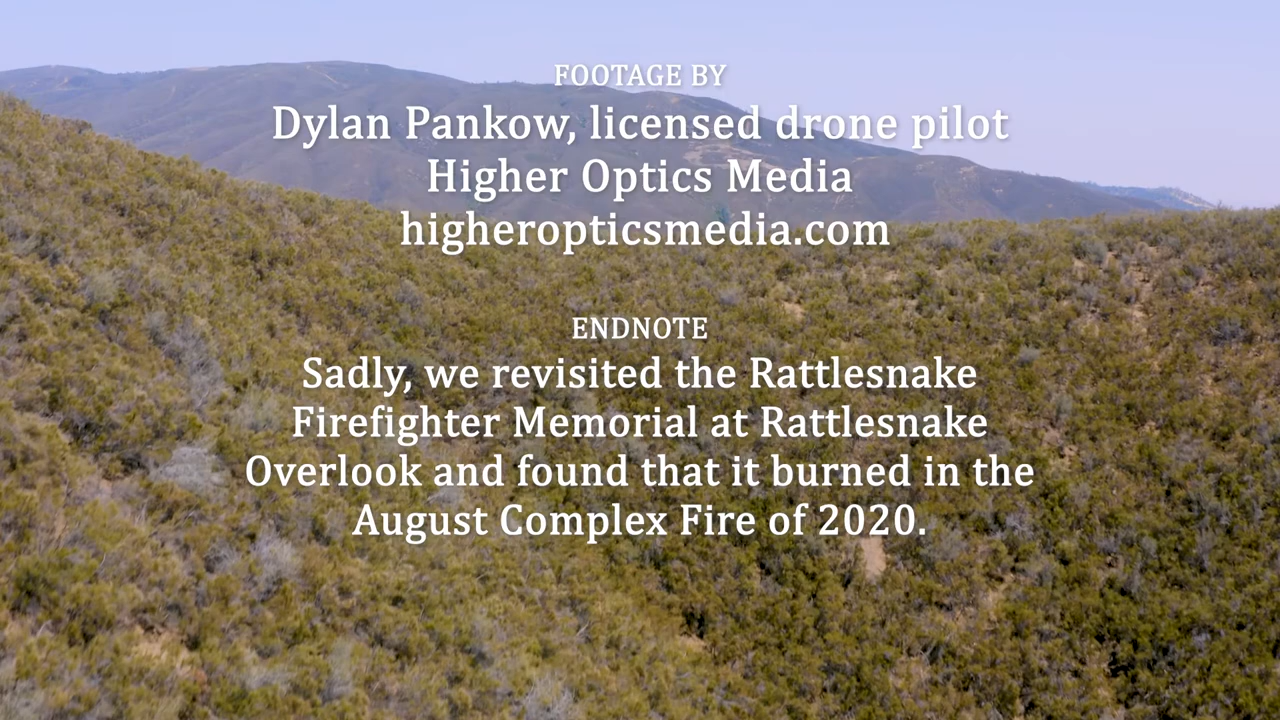 FOOTAGE BY
Dylan Pankow, licensed drone pilot
Higher Optics Media
higheropticsmedia.com
ENDNOTE
Sadly, we revisited the Rattlesnake
Firefighter Memorial at Rattlesnake
Overlook and found that it burned in the
August Complex Fire of 2020.